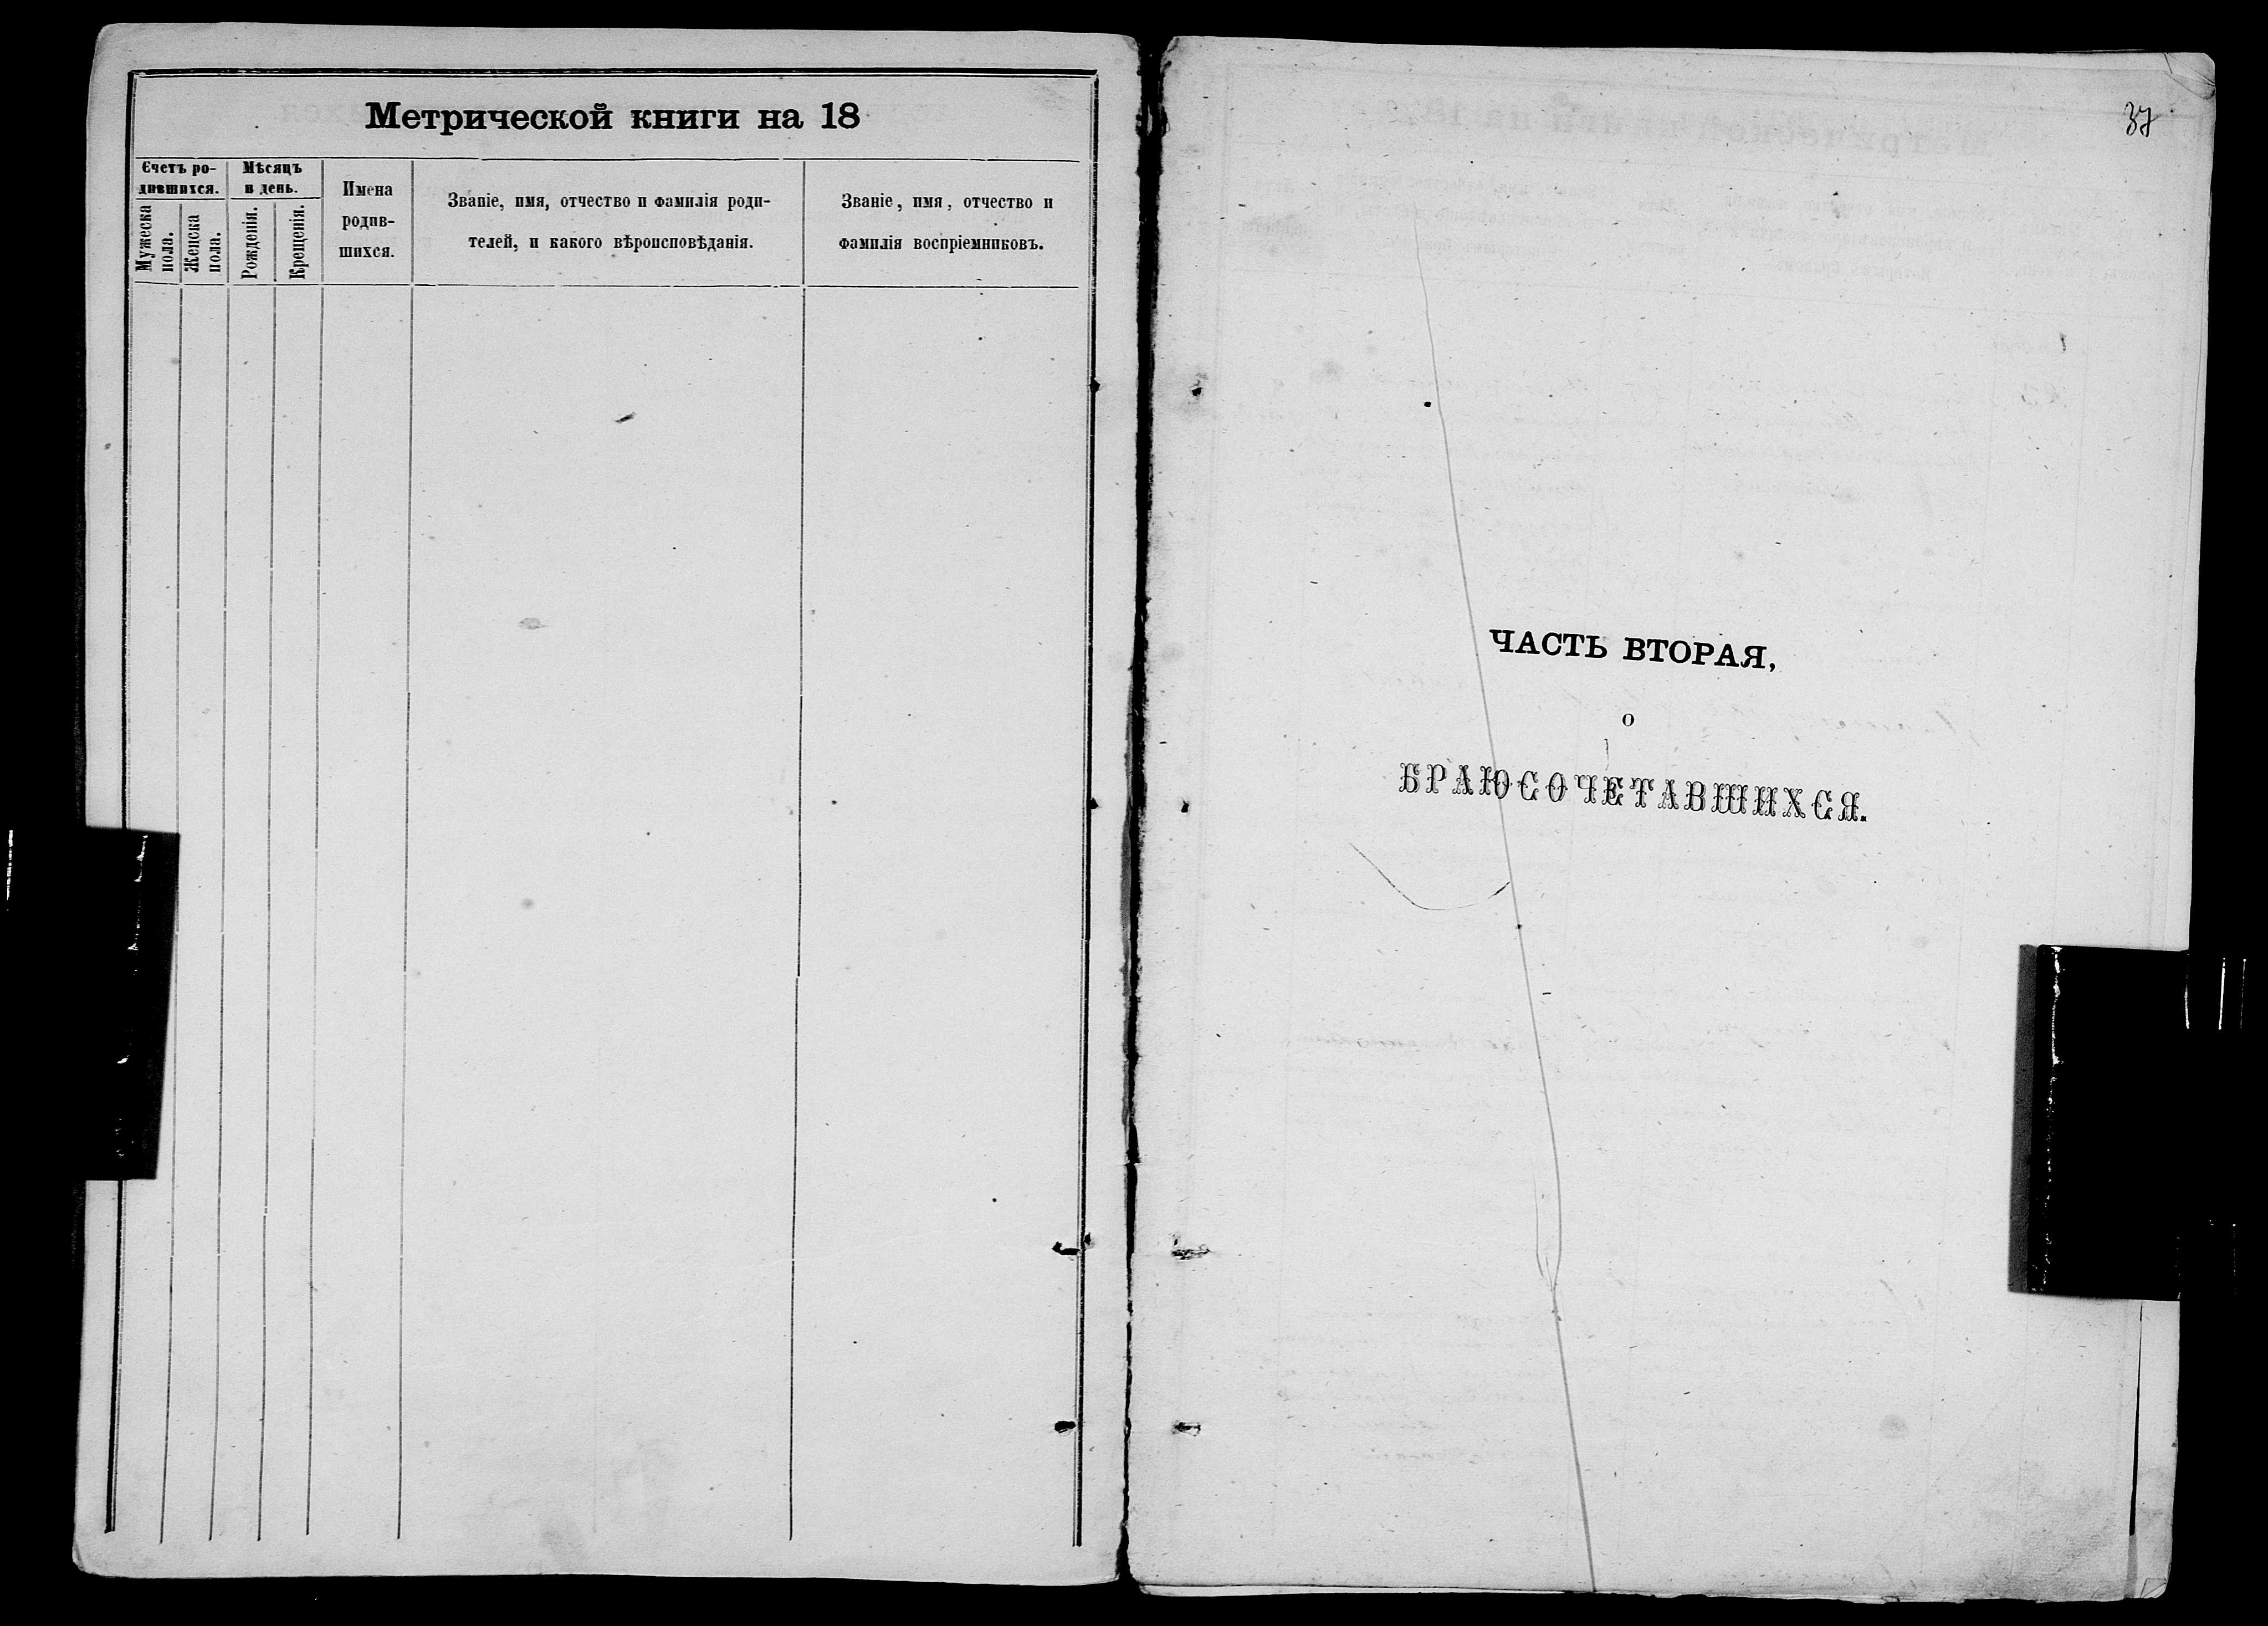 Метрической книги на 18
Счетъ ро-
дившихся.
Мѣсяцъ
и день.
Мужеска
пола.
Женска
пола.
Рожденія.
Крещенія.
Имена
родив-
шихся.
Званіе, имя, отчество и фамилія роди-
телей, и какого вѣроисповѣданія.
Званіе, имя, отчество и
фамилія воспріемниковъ.
37
ЧАСТЬ ВТОРАЯ,
о
БРАКОСОЧЕТАВШИХСЯ.